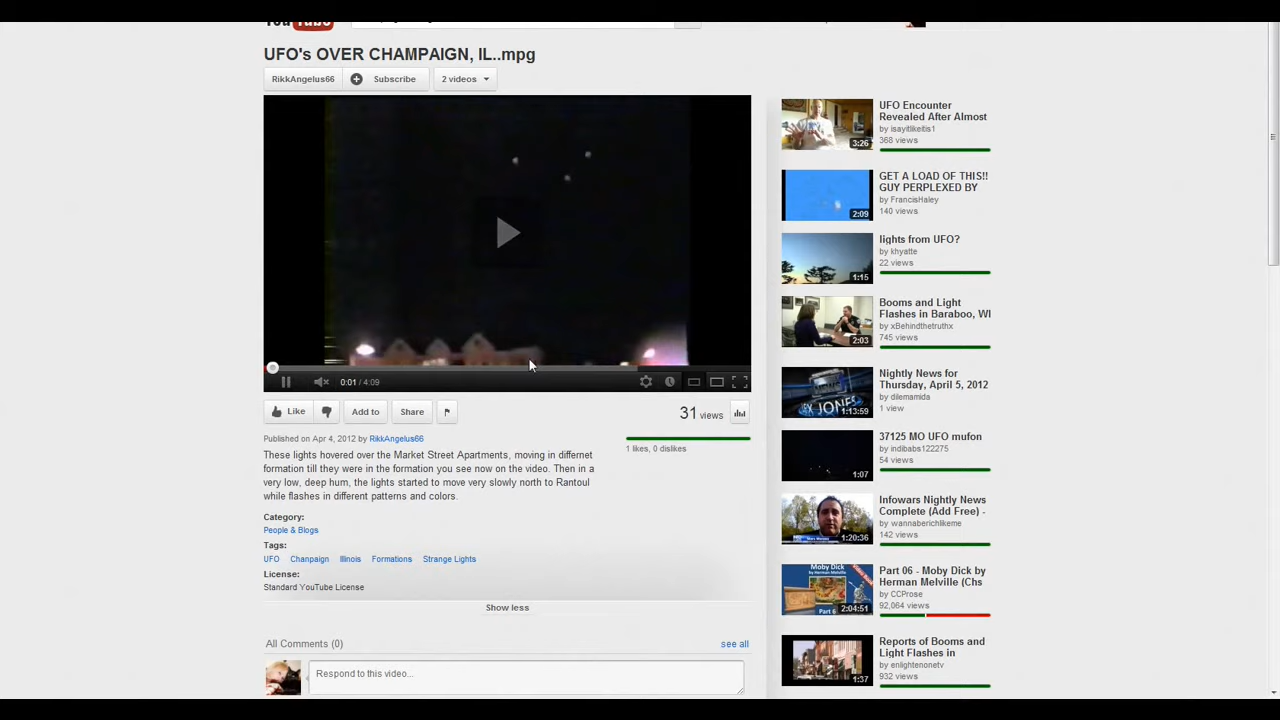 UFO's OVER CHAMPAIGN, IL..mpg
RikkAngelus66
Subscribe
2 videos
0:01 / 4:09
Like
Add to
Share
31 views
Published on Apr 4, 2012 by RikkAngelus66
1 likes, 0 dislikes
These lights hovered over the Market Street Apartments, moving in differnet
formation till they were in the formation you see now on the video. Then in a
very low, deep hum, the lights started to move very slowly north to Rantoul
while flashes in different patterns and colors.
Category:
People & Blogs
Tags:
UFO Chanpaign Illinois Formations Strange Lights
License:
Standard YouTube License
Show less
All Comments (0)
see all
Respond to this video...
UFO Encounter
Revealed After Almost
by isayitlikeitis1
368 views
3:26
GET A LOAD OF THIS!!
GUY PERPLEXED BY
by FrancisHaley
140 views
2:09
lights from UFO?
by khyatte
22 views
1:15
Booms and Light
Flashes in Baraboo, WI
by xBehindthetruthx
745 views
2:03
Nightly News for
Thursday, April 5, 2012
by dilemamida
1 view
NEWS
JONES
1:13:59
37125 MO UFO mufon
by indibabs122275
54 views
1:07
Infowars Nightly News
Complete (Add Free) -
by wannaberichlikeme
142 views
1:20:36
Part 06 - Moby Dick by
Herman Melville (Chs
by CCProse
92,064 views
Part 6
2:04:51
Reports of Booms and
Light Flashes in
by enlightenonetv
932 views
1:37